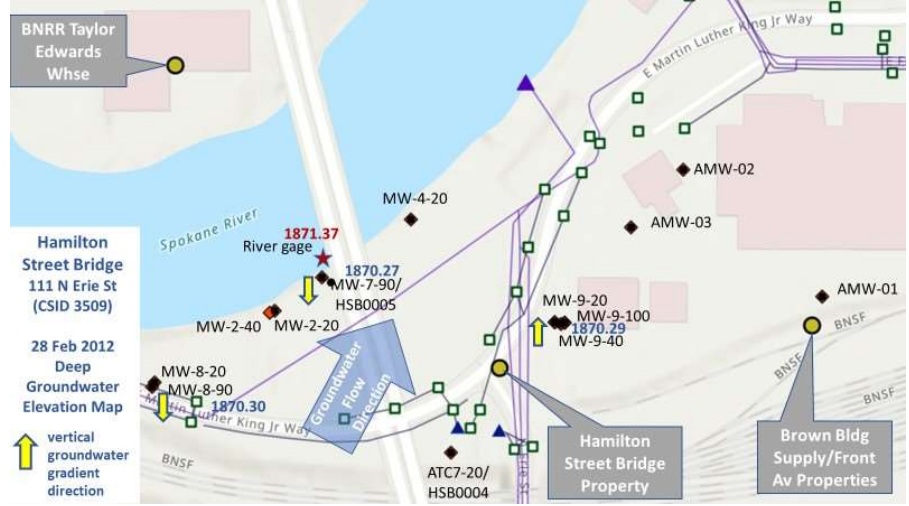 BNRR Taylor
Edwards
Whse
E Martin Luther King Jr Way
Spokane River
AMW-02
MW-4-20
AMW-03
1871.37
River gage
1870.27
MW-7-90/
HSB0005
Hamilton
Street Bridge
111 N Erie St
(CSID 3509)
28 Feb 2012
Deep
Groundwater
Elevation Map
vertical
groundwater
gradient
direction
MW-2-40
MW-2-20
AMW-01
MW-9-20
MW-9-100
1870.29
MW-9-40
BNSF
BNSF
BNSF
MW-8-20
MW-8-90
1870.30
Martin Luther King Jr Way
Groundwater
Flow
Direction
BNSF
ATC7-20/
HSB0004
Hamilton
Street Bridge
Property
Brown Bldg
Supply/Front
Av Properties